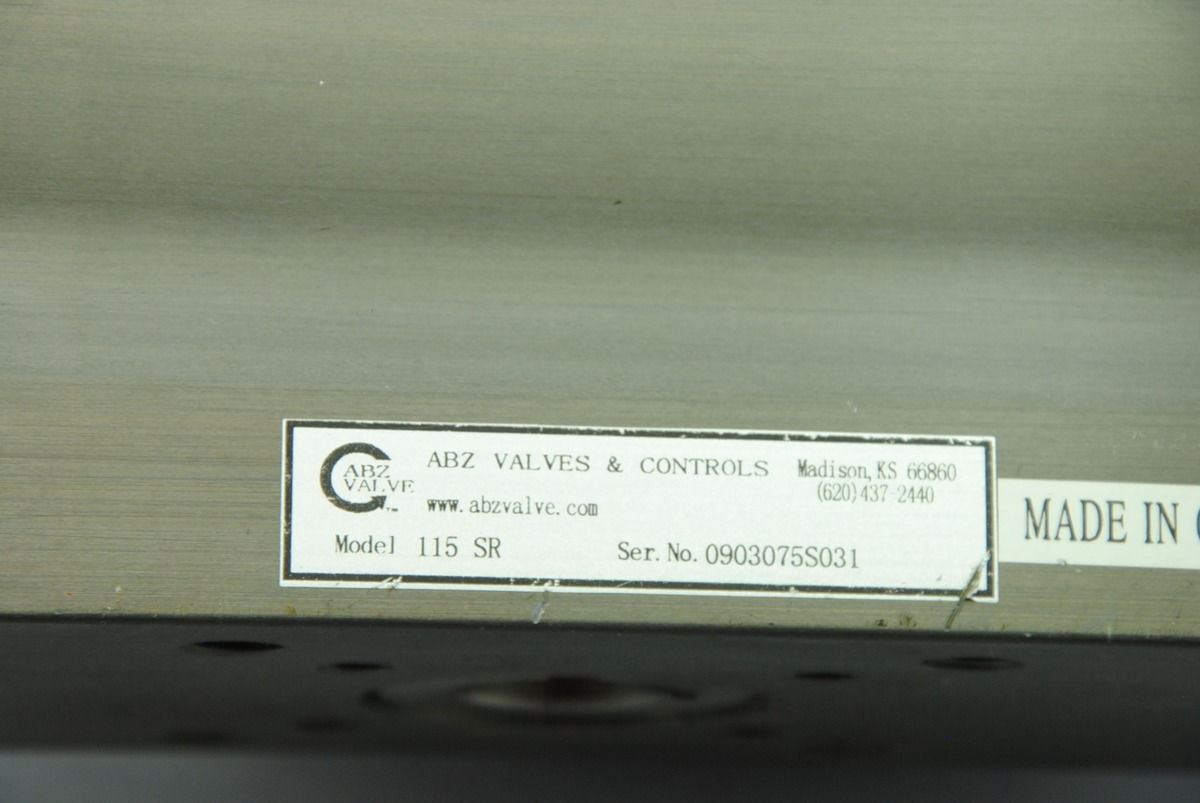 ABZ
VALVE
™
ABZ VALVES & CONTROLS
www.abzvalve.com
Madison, KS 66860
(620)437-2440
Model 115 SR
Ser. No. 0903075S031
MADE IN